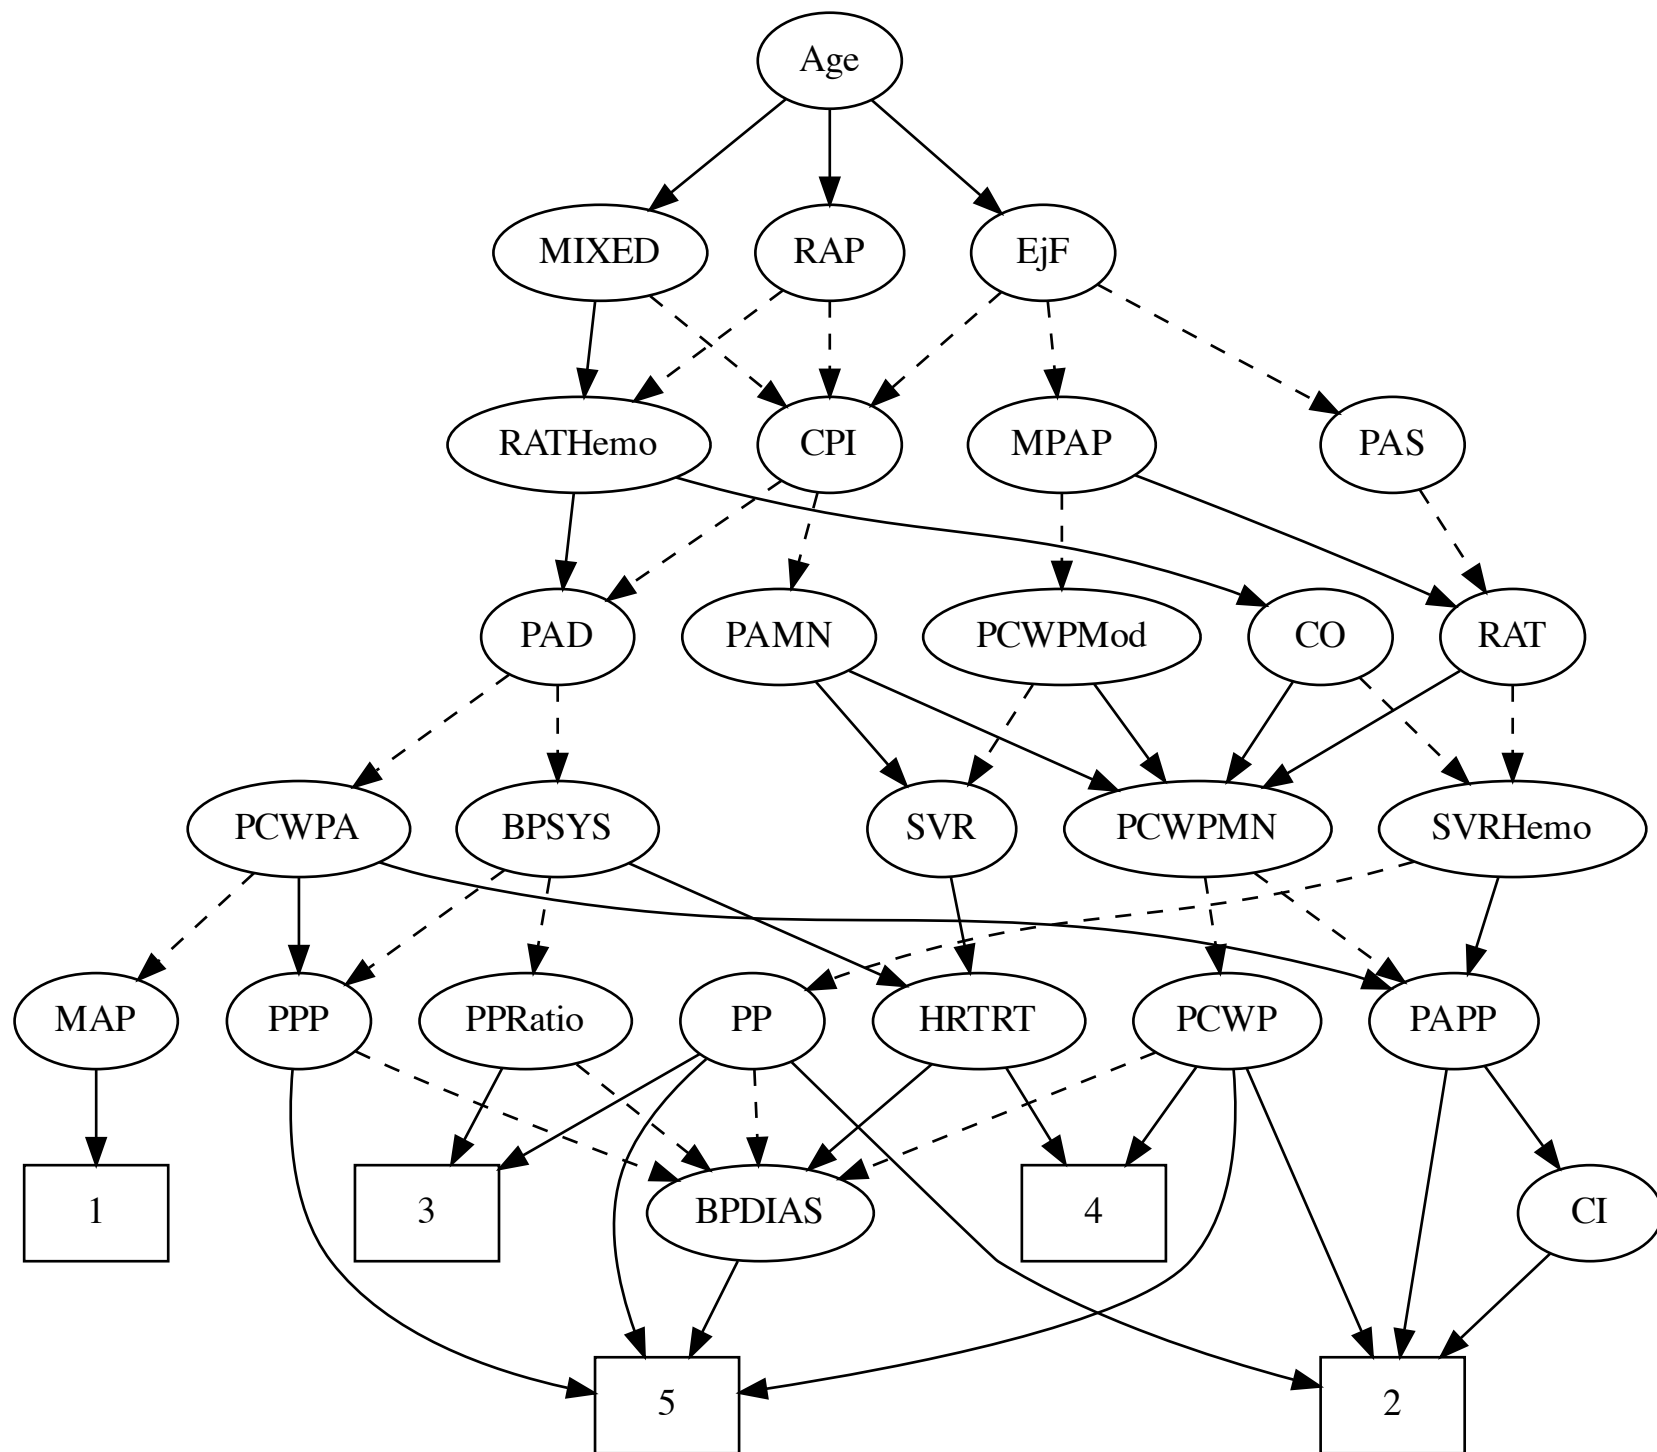 Age
MIXED
RAP
EjF
RATHemo
CPI
MPAP
PAS
PAD
PAMN
PCWPMod
CO
RAT
PCWPA
BPSYS
SVR
PCWPMN
SVRHemo
MAP
PPP
PPRatio
PP
HRTRT
PCWP
PAPP
1
3
BPDIAS
4
CI
5
2